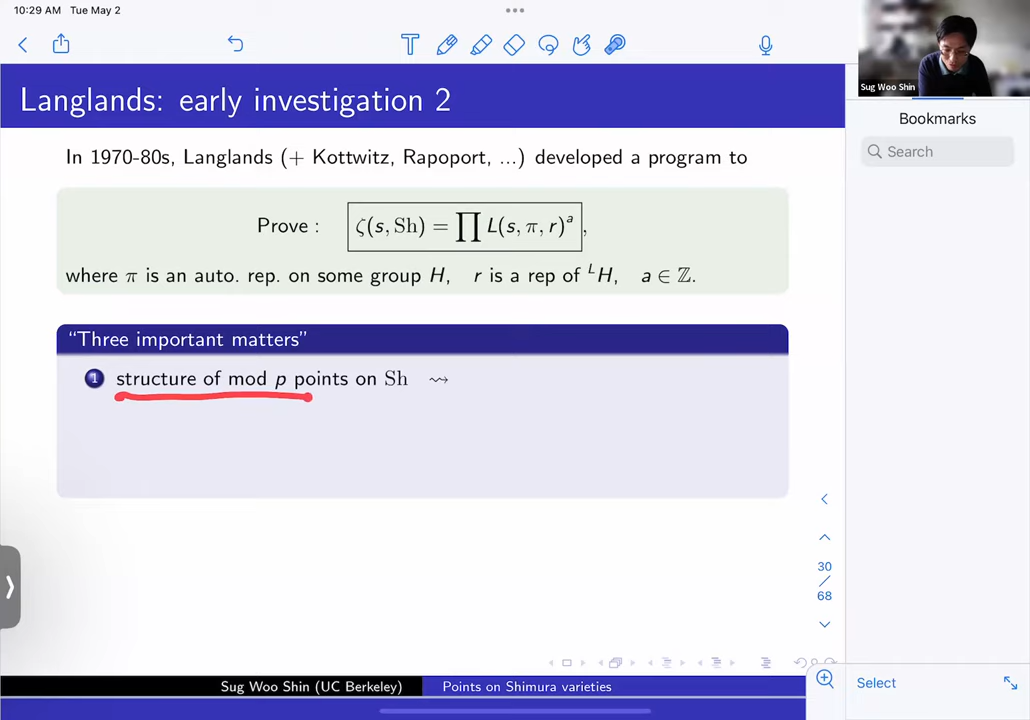 10:29 AM Tue May 2
Sug Woo Shin
Langlands: early investigation 2
Bookmarks
Search
In 1970-80s, Langlands (+ Kottwitz, Rapoport, ...) developed a program to
Prove : ζ(s, Sh) = ∏ L(s, π, r)ᵃ,
where π is an auto. rep. on some group H, r is a rep of ᴸH, a ∈ ℤ.
“Three important matters”
1 structure of mod p points on Sh ⇝
30
/
68
Sug Woo Shin (UC Berkeley) Points on Shimura varieties
Select